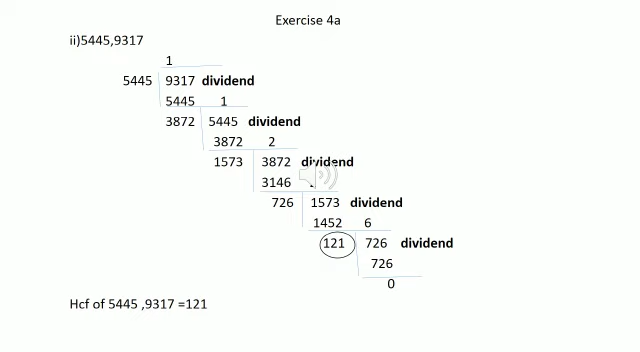 Exercise 4a
ii)5445,9317
1
5445 9317 dividend
5445 1
3872 5445 dividend
3872 2
1573 3872 dividend
3146
726 1573 dividend
1452 6
121 726 dividend
726
0
Hcf of 5445 ,9317 =121